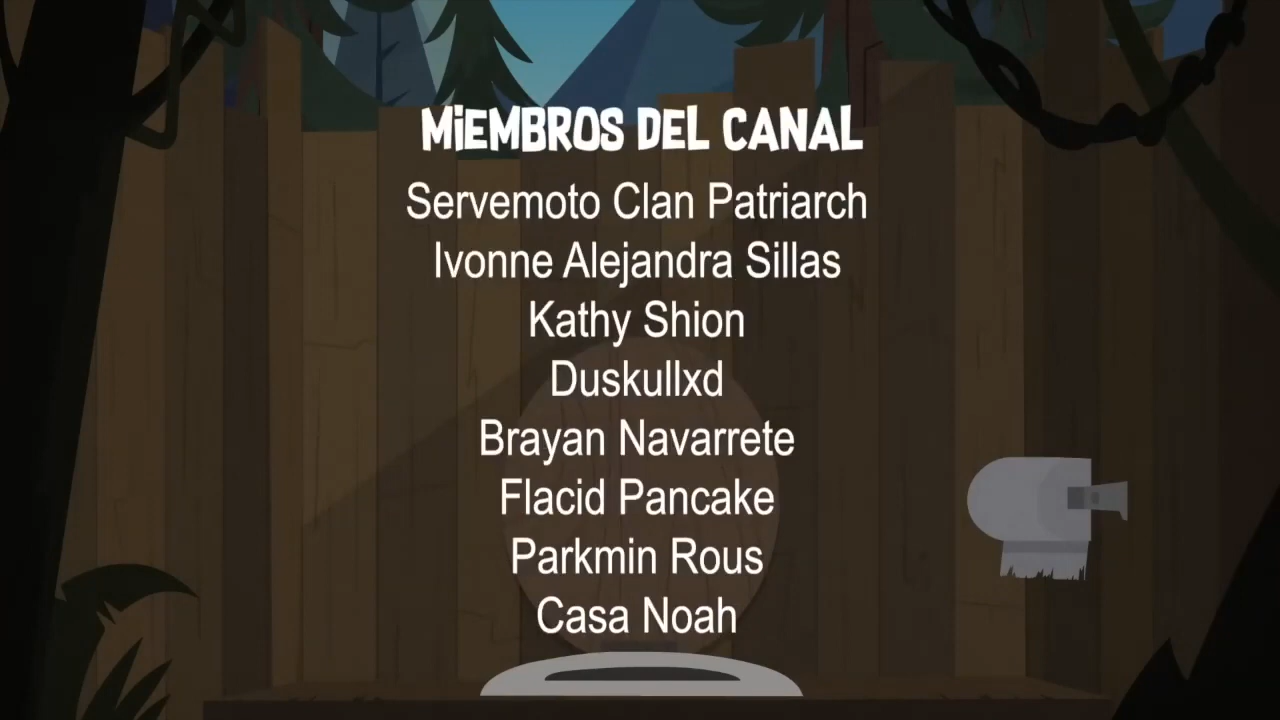 MiEMBROS DEL CANAL
Servemoto Clan Patriarch
Ivonne Alejandra Sillas
Kathy Shion
Duskullxd
Brayan Navarrete
Flacid Pancake
Parkmin Rous
Casa Noah